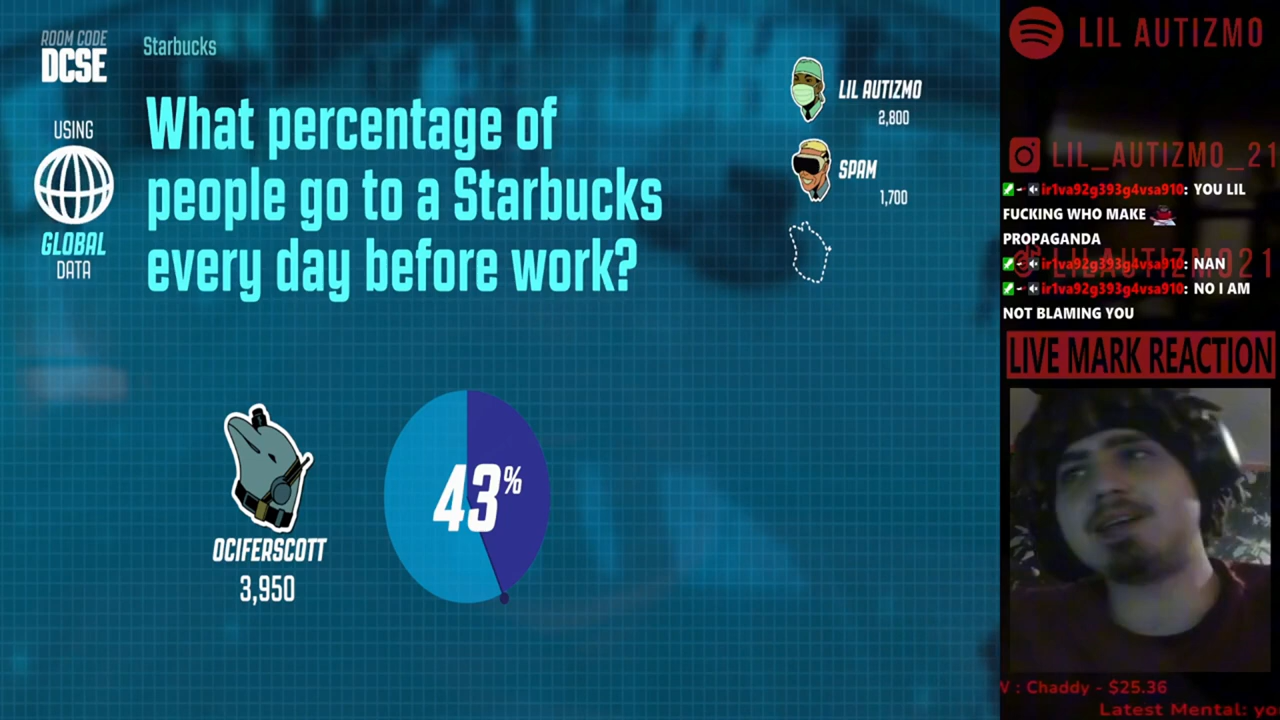 ROOM CODE
DCSE
Starbucks
What percentage of
people go to a Starbucks
every day before work?
USING
GLOBAL
DATA
LIL AUTIZMO
2,800
SPAM
1,700
43%
OCIFERSCOTT
3,950
LIL AUTIZMO
LIL_AUTIZMO_21
ir1va92g393g4vsa910: YOU LIL
FUCKING WHO MAKE
PROPAGANDA
ir1va92g393g4vsa910: NAN
ir1va92g393g4vsa910: NO I AM
NOT BLAMING YOU
LIVE MARK REACTION
: Chaddy - $25.36
Latest Mental: yo